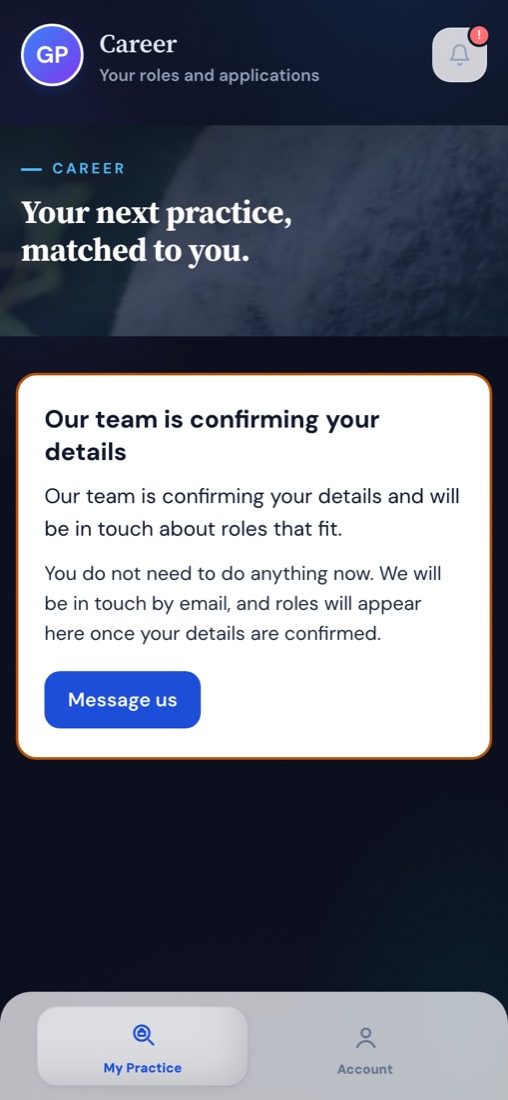 GP
Career
Your roles and applications
!
CAREER
Your next practice,
matched to you.
Our team is confirming your
details
Our team is confirming your details and will
be in touch about roles that fit.
You do not need to do anything now. We will
be in touch by email, and roles will appear
here once your details are confirmed.
Message us
My Practice
Account